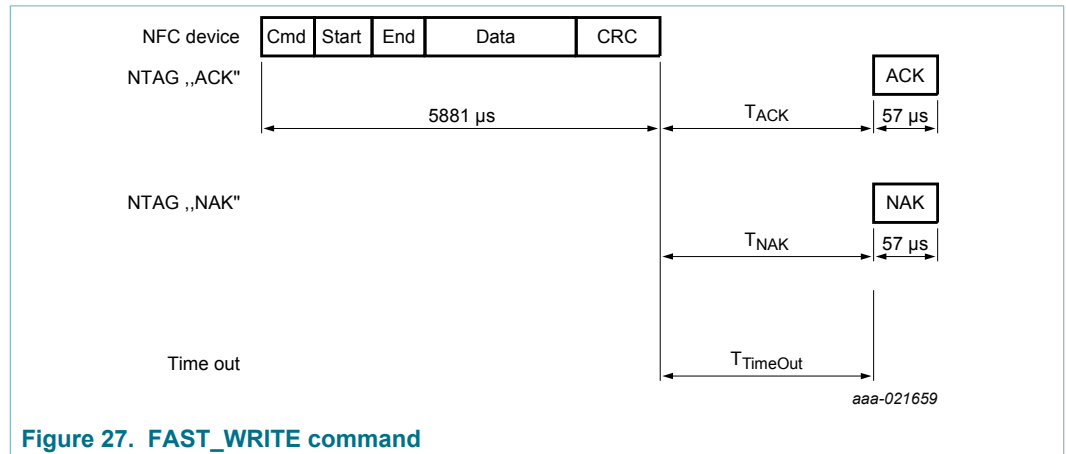 NFC device Cmd Start End Data CRC
NTAG ,,ACK" ACK
5881 µs TACK 57 µs
NTAG ,,NAK" NAK
TNAK 57 µs
Time out TTimeOut
aaa-021659
Figure 27. FAST_WRITE command